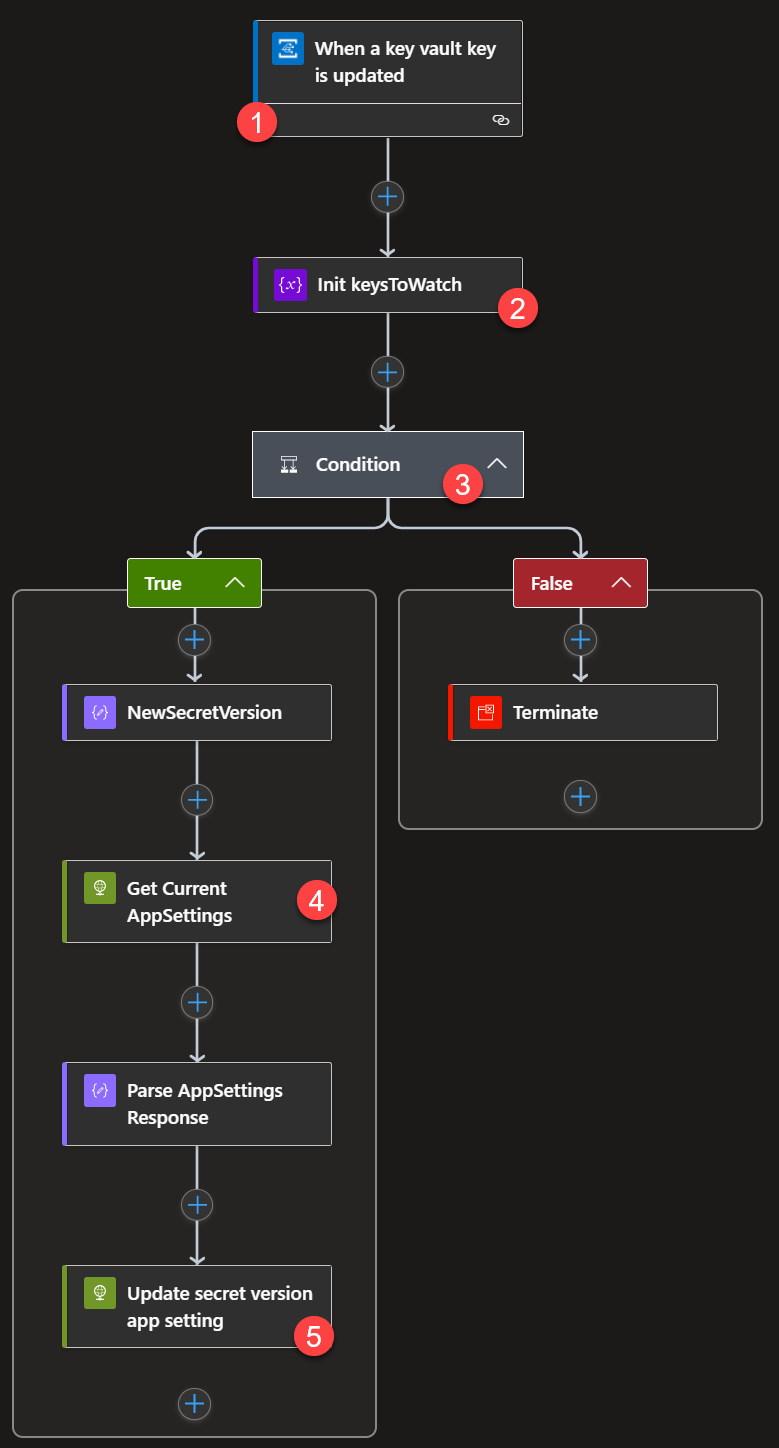 When a key vault key
is updated
1
{x} Init keysToWatch
2
Condition
3
True
False
NewSecretVersion
Terminate
Get Current
AppSettings
4
Parse AppSettings
Response
Update secret version
app setting
5